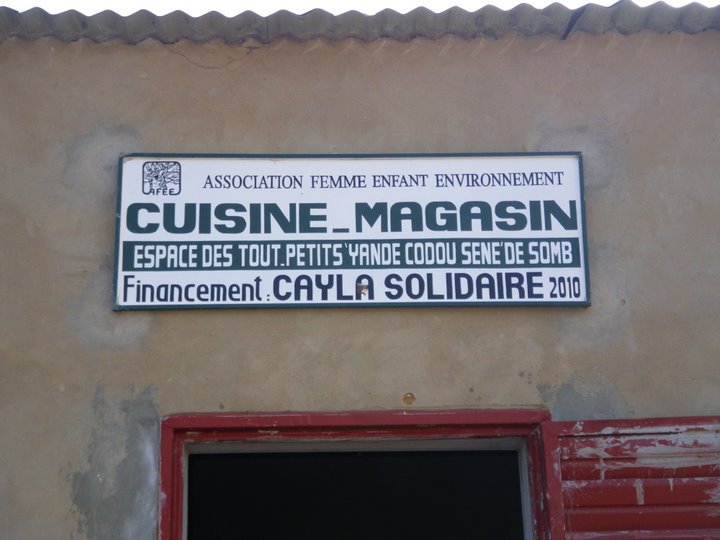 AFEE
ASSOCIATION FEMME ENFANT ENVIRONNEMENT
CUISINE_MAGASIN
ESPACE DES TOUT_PETITS 'YANDE CODOU SENE' DE SOMB
Financement : CAYLA SOLIDAIRE 2010